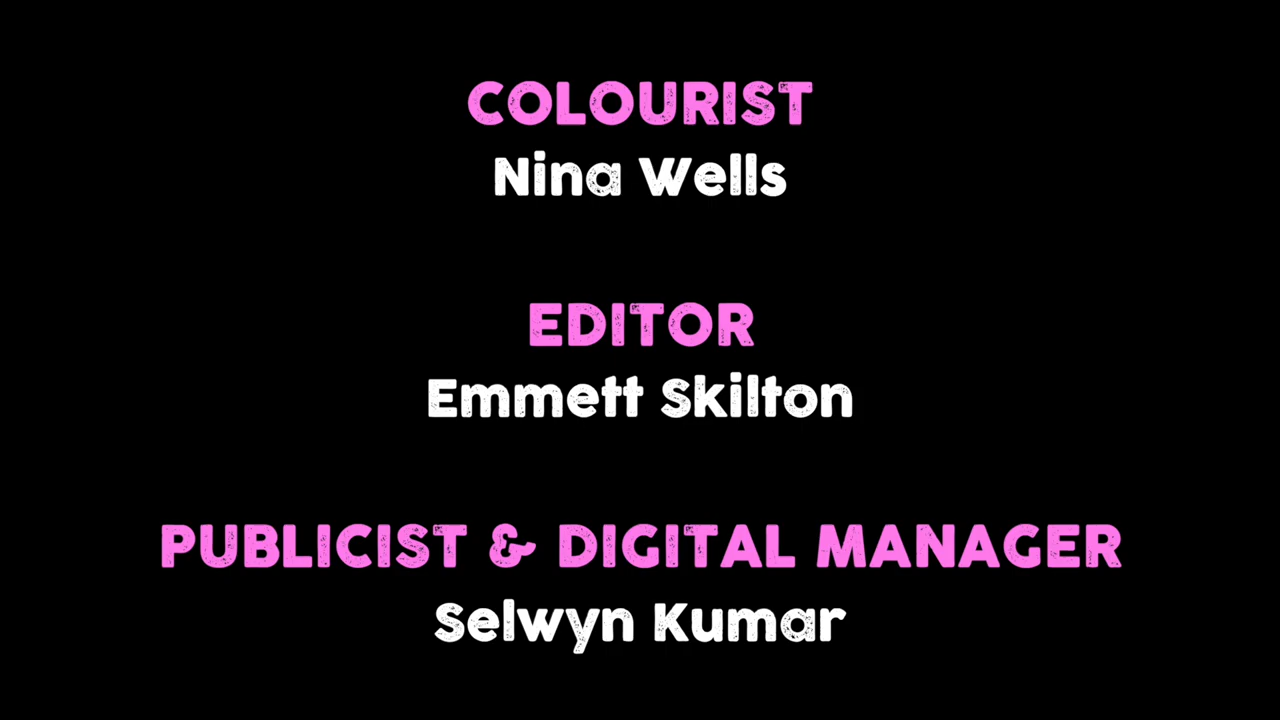 COLOURIST
Nina Wells
EDITOR
Emmett Skilton
PUBLICIST & DIGITAL MANAGER
Selwyn Kumar